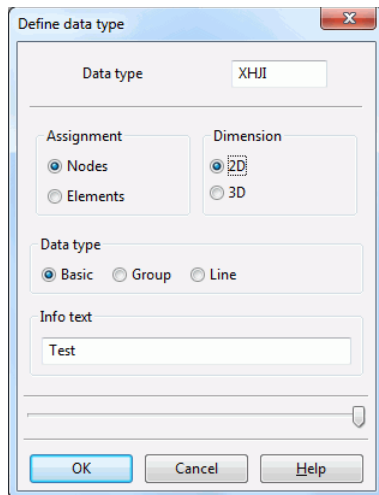 Define data type
Data type XHJI
Assignment Dimension
Nodes 2D
Elements 3D
Data type
Basic Group Line
Info text
Test
OK Cancel Help